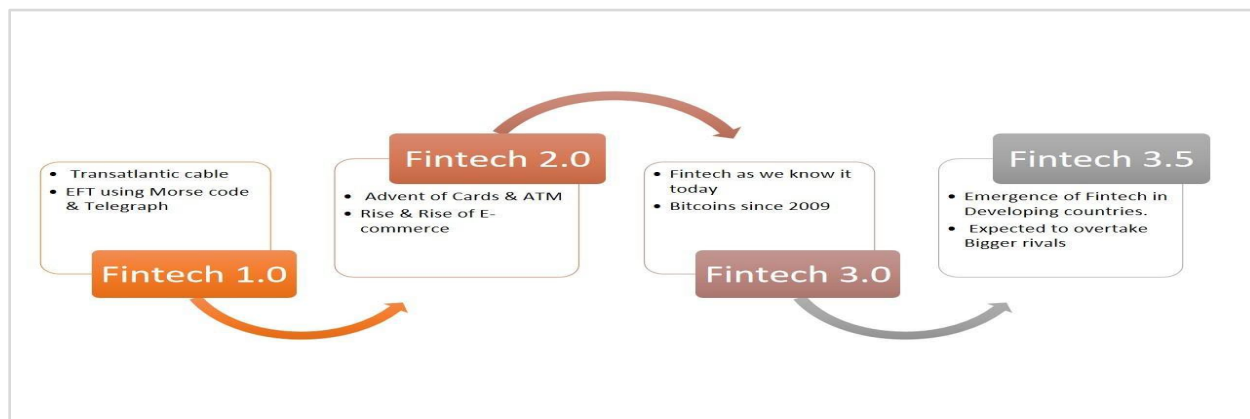 • Transatlantic cable
• EFT using Morse code
& Telegraph
Fintech 1.0
Fintech 2.0
• Advent of Cards & ATM
• Rise & Rise of E-
commerce
• Fintech as we know it
today
• Bitcoins since 2009
Fintech 3.0
Fintech 3.5
• Emergence of Fintech in
Developing countries.
• Expected to overtake
Bigger rivals